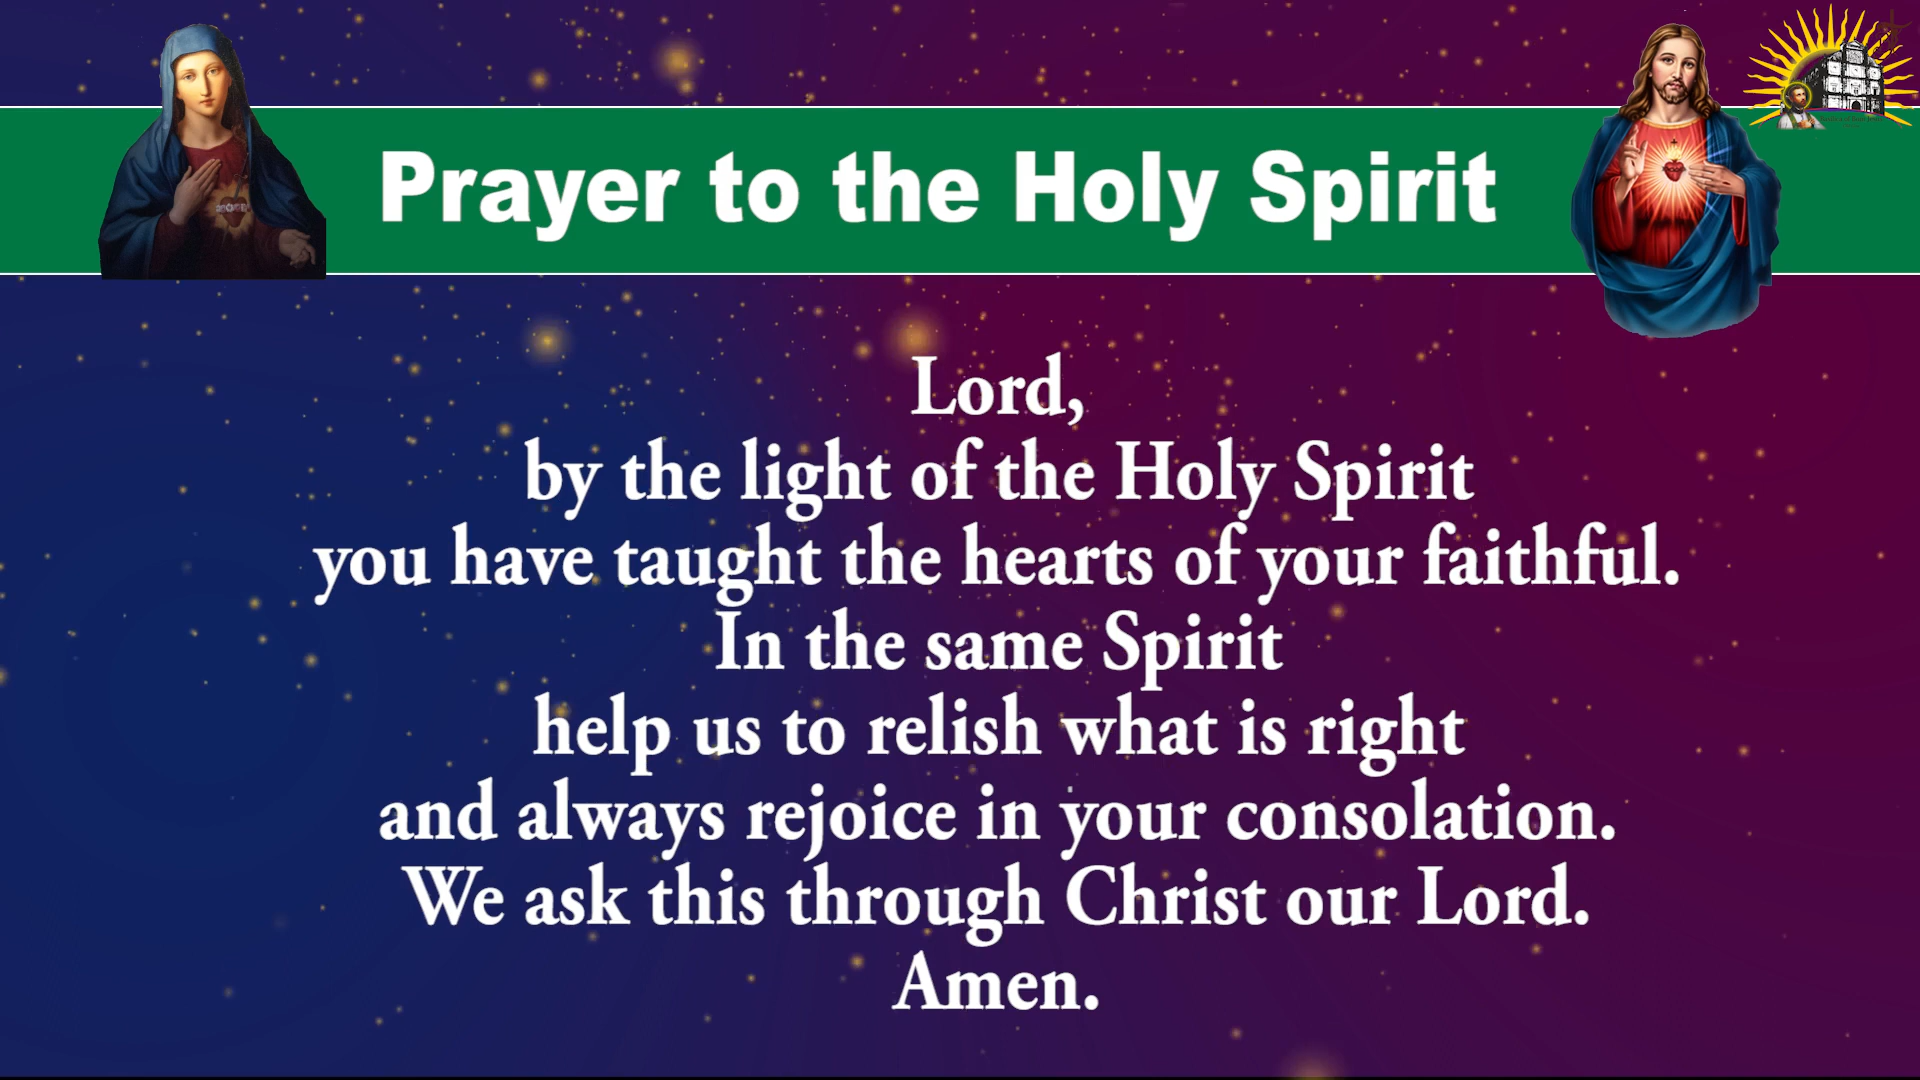 Prayer to the Holy Spirit
Lord,
by the light of the Holy Spirit
you have taught the hearts of your faithful.
In the same Spirit
help us to relish what is right
and always rejoice in your consolation.
We ask this through Christ our Lord.
Amen.